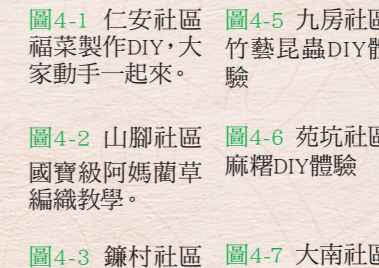 圖4-1 仁安社區
福菜製作DIY，大
家動手一起來。
圖4-2 山腳社區
國寶級阿媽藺草
編織教學。
圖4-3 鐮村社區
圖4-5 九房社區
竹藝昆蟲DIY體
驗
圖4-6 苑坑社區
麻糬DIY體驗
圖4-7 大南社區